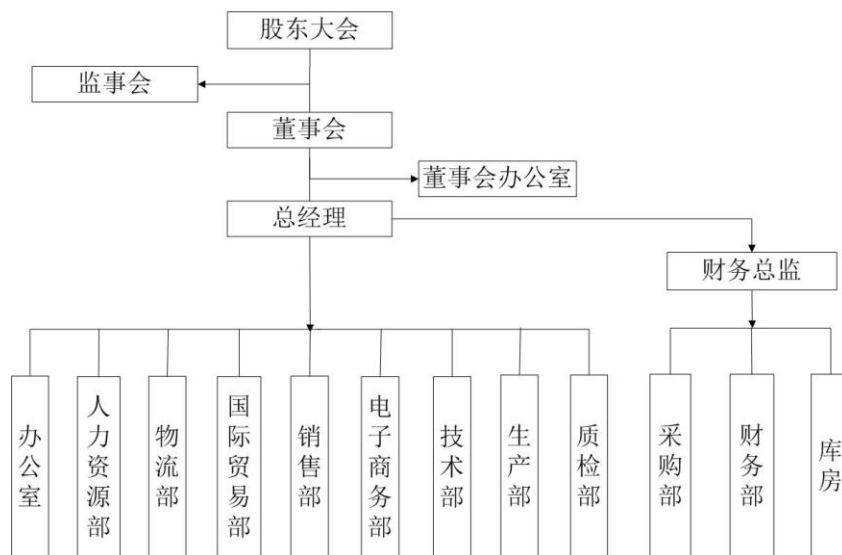 股东大会
监事会
董事会
董事会办公室
总经理
财务总监
办公室
人力资源部
物流部
国际贸易部
销售部
电子商务部
技术部
生产部
质检部
采购部
财务部
库房